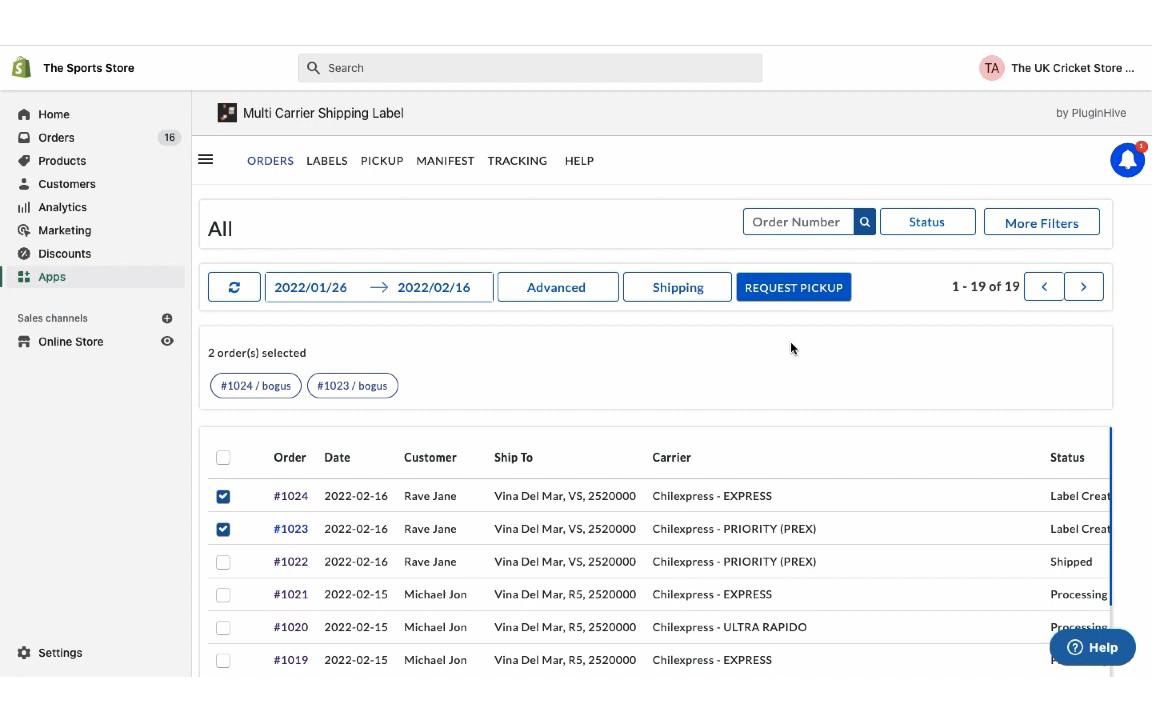 The Sports Store
Search
TA
The UK Cricket Store ...
Home
Orders 16
Products
Customers
Analytics
Marketing
Discounts
Apps
Sales channels
Online Store
Settings
Multi Carrier Shipping Label
by PluginHive
ORDERS LABELS PICKUP MANIFEST TRACKING HELP
1
All
Order Number
Status
More Filters
2022/01/26 → 2022/02/16
Advanced
Shipping
REQUEST PICKUP
1 - 19 of 19
2 order(s) selected
#1024 / bogus #1023 / bogus
Order Date Customer Ship To Carrier Status
#1024 2022-02-16 Rave Jane Vina Del Mar, VS, 2520000 Chilexpress - EXPRESS Label Creat
#1023 2022-02-16 Rave Jane Vina Del Mar, VS, 2520000 Chilexpress - PRIORITY (PREX) Label Creat
#1022 2022-02-16 Rave Jane Vina Del Mar, VS, 2520000 Chilexpress - PRIORITY (PREX) Shipped
#1021 2022-02-15 Michael Jon Vina Del Mar, R5, 2520000 Chilexpress - EXPRESS Processing
#1020 2022-02-15 Michael Jon Vina Del Mar, R5, 2520000 Chilexpress - ULTRA RAPIDO Processing
#1019 2022-02-15 Michael Jon Vina Del Mar, R5, 2520000 Chilexpress - EXPRESS
Help